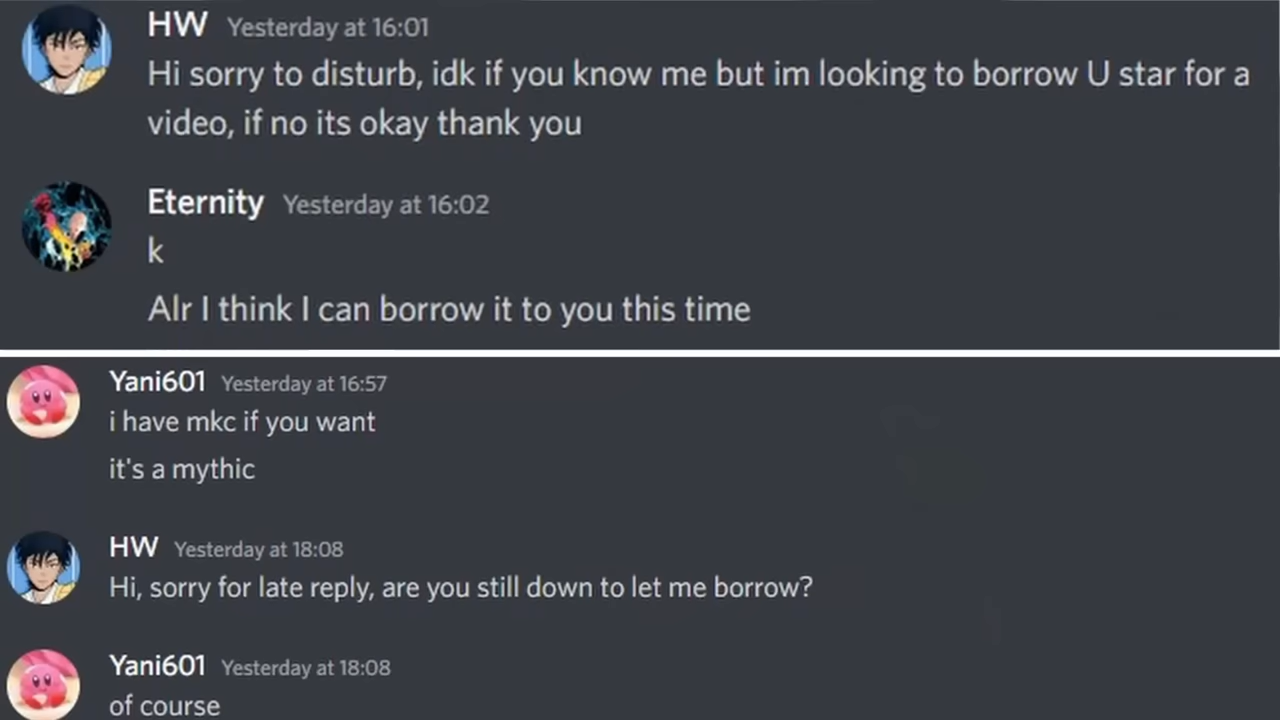 HW Yesterday at 16:01
Hi sorry to disturb, idk if you know me but im looking to borrow U star for a
video, if no its okay thank you
Eternity Yesterday at 16:02
k
Alr I think I can borrow it to you this time
Yani601 Yesterday at 16:57
i have mkc if you want
it's a mythic
HW Yesterday at 18:08
Hi, sorry for late reply, are you still down to let me borrow?
Yani601 Yesterday at 18:08
of course